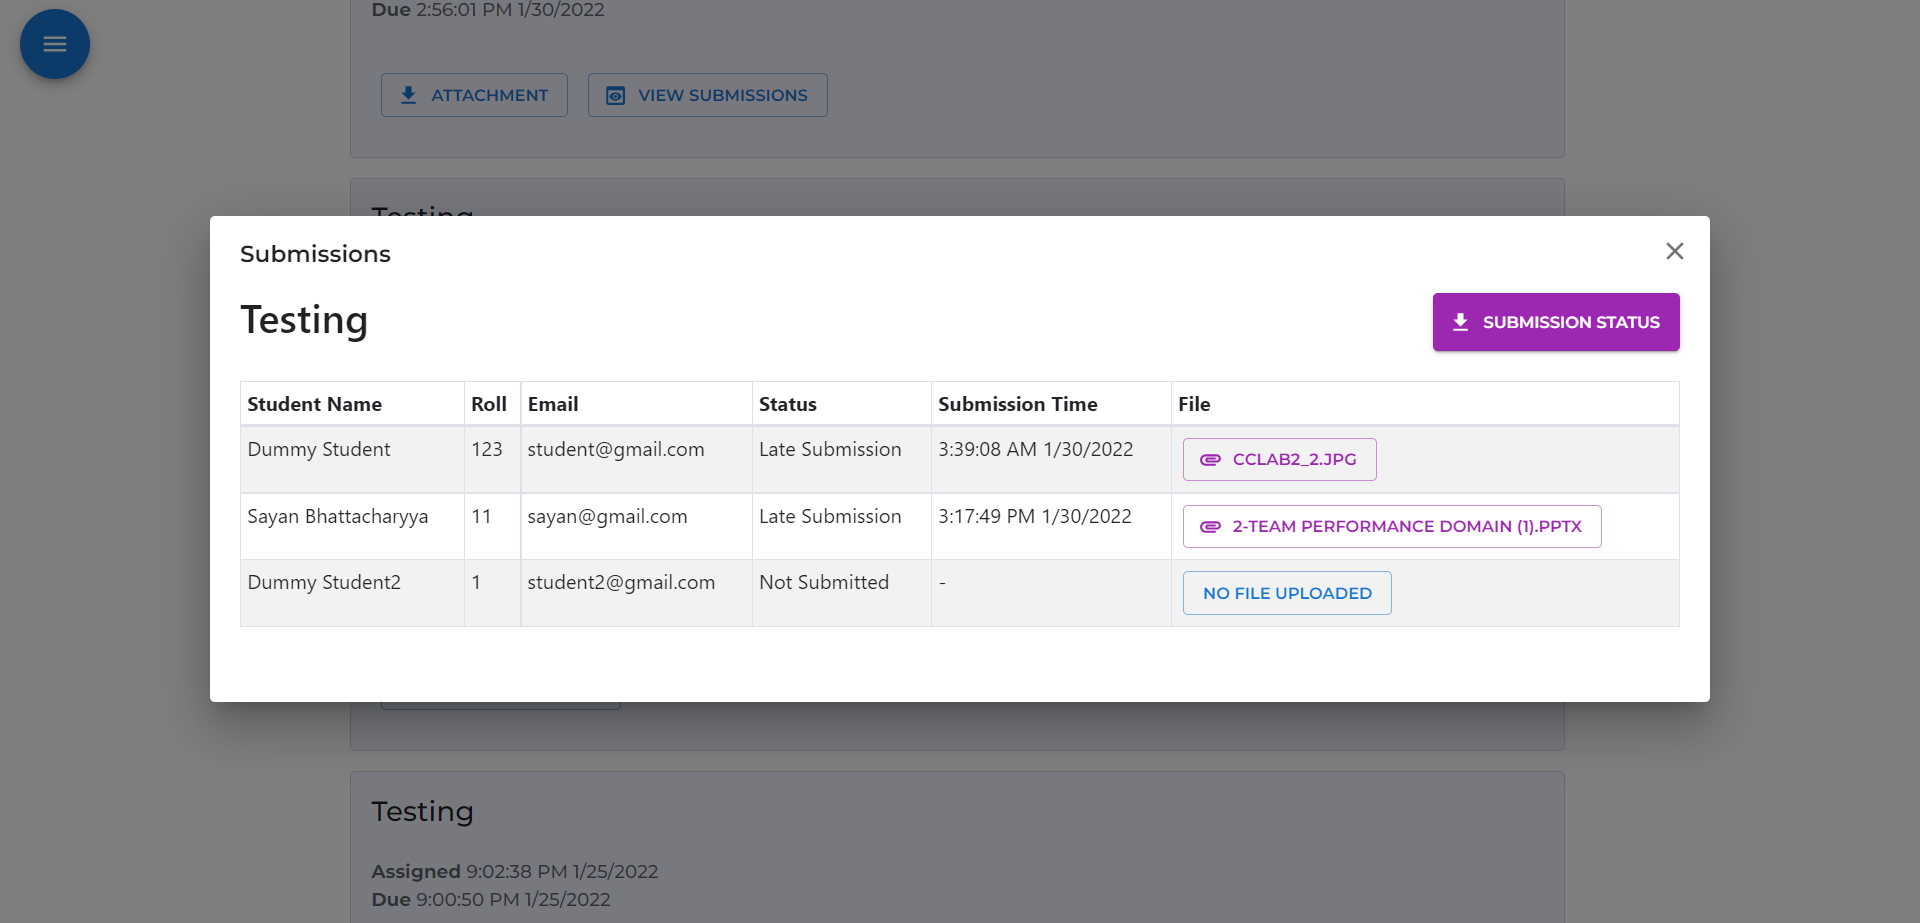 Due 2:56:01 PM 1/30/2022
ATTACHMENT VIEW SUBMISSIONS
Testing
Submissions
Testing
SUBMISSION STATUS
Student Name Roll Email Status Submission Time File
Dummy Student 123 student@gmail.com Late Submission 3:39:08 AM 1/30/2022 CCLAB2_2.JPG
Sayan Bhattacharyya 11 sayan@gmail.com Late Submission 3:17:49 PM 1/30/2022 2-TEAM PERFORMANCE DOMAIN (1).PPTX
Dummy Student2 1 student2@gmail.com Not Submitted - NO FILE UPLOADED
Testing
Assigned 9:02:38 PM 1/25/2022
Due 9:00:50 PM 1/25/2022